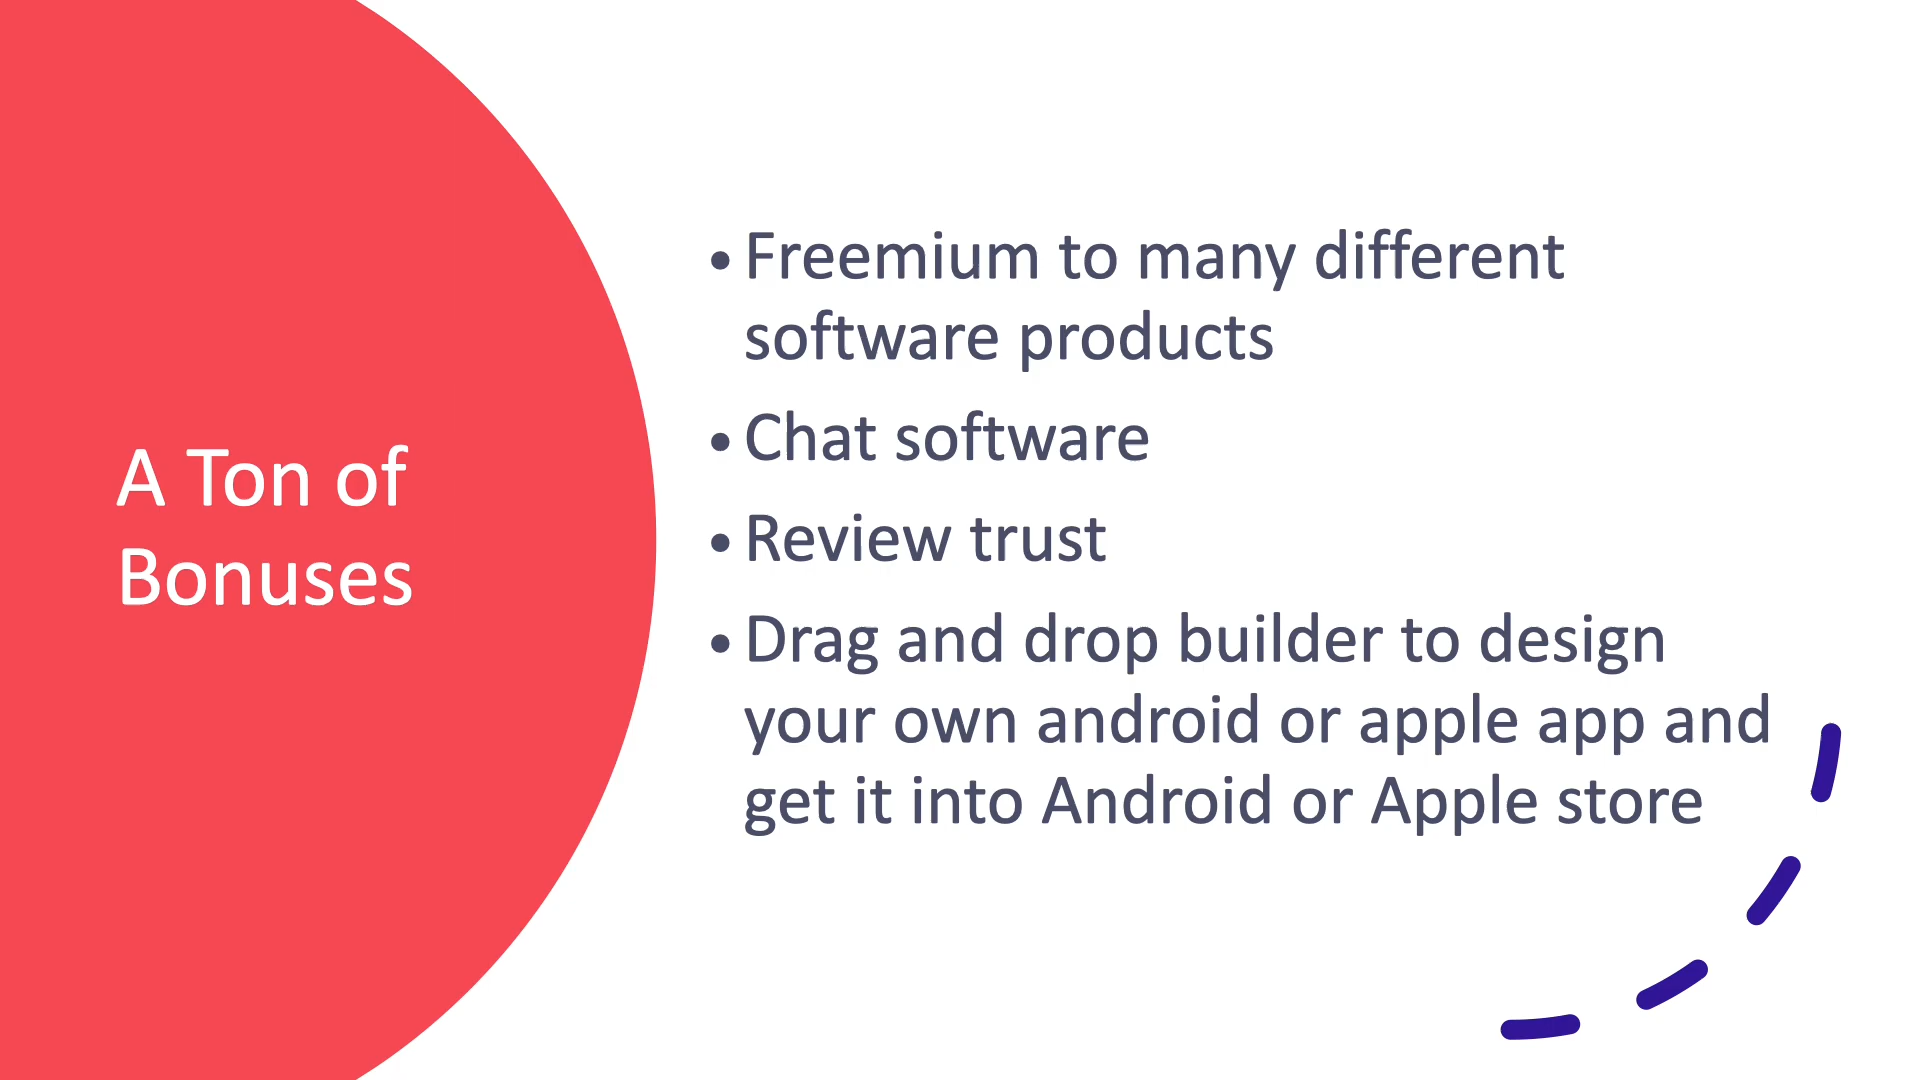 A Ton of
Bonuses
• Freemium to many different
software products
• Chat software
• Review trust
• Drag and drop builder to design
your own android or apple app and
get it into Android or Apple store